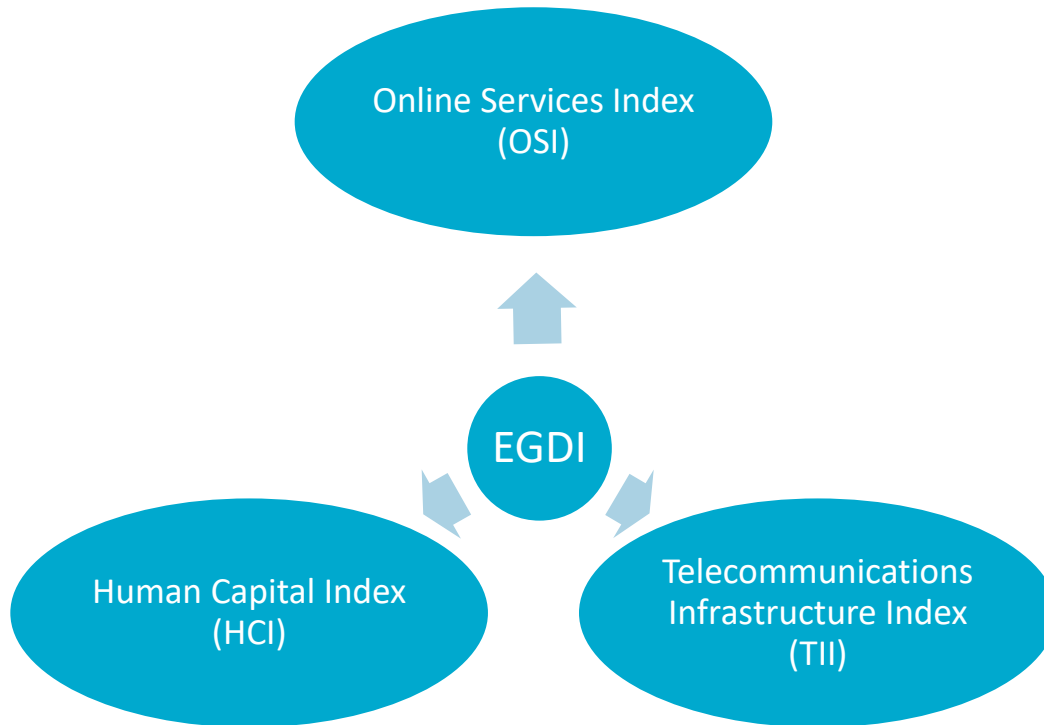 Online Services Index
(OSI)
EGDI
Human Capital Index
(HCI)
Telecommunications
Infrastructure Index
(TII)